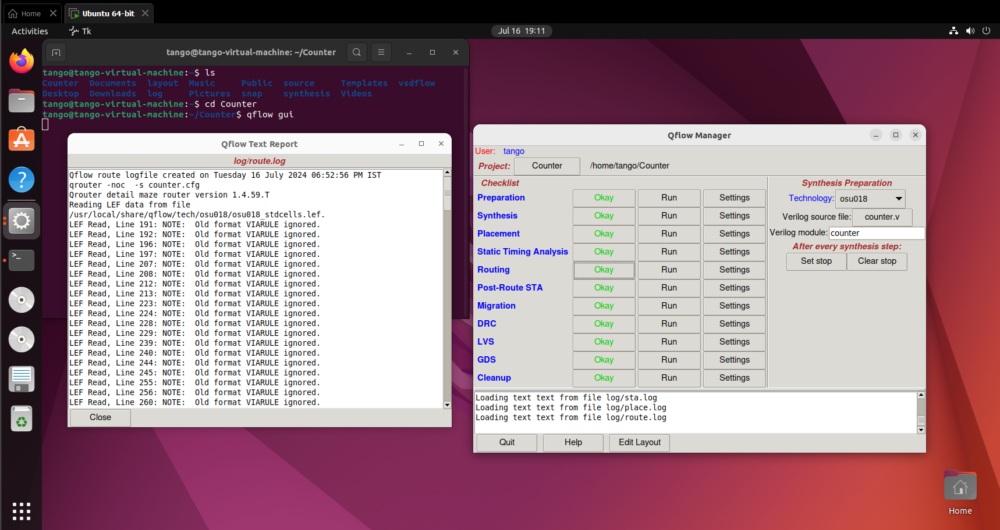 Home
Ubuntu 64-bit
Activities
Tk
Jul 16 19:11
tango@tango-virtual-machine: ~/Counter
tango@tango-virtual-machine:~$ ls
Counter Documents layout Music Public source Templates vsdflow
Desktop Downloads log Pictures snap synthesis Videos
tango@tango-virtual-machine:~$ cd Counter
tango@tango-virtual-machine:~/Counter$ qflow gui
Qflow Text Report
log/route.log
Qflow route logfile created on Tuesday 16 July 2024 06:52:56 PM IST
qrouter -noc -s counter.cfg
Qrouter detail maze router version 1.4.59.T
Reading LEF data from file
/usr/local/share/qflow/tech/osu018/osu018_stdcells.lef.
LEF Read, Line 191: NOTE: Old format VIARULE ignored.
LEF Read, Line 192: NOTE: Old format VIARULE ignored.
LEF Read, Line 196: NOTE: Old format VIARULE ignored.
LEF Read, Line 197: NOTE: Old format VIARULE ignored.
LEF Read, Line 207: NOTE: Old format VIARULE ignored.
LEF Read, Line 208: NOTE: Old format VIARULE ignored.
LEF Read, Line 212: NOTE: Old format VIARULE ignored.
LEF Read, Line 213: NOTE: Old format VIARULE ignored.
LEF Read, Line 223: NOTE: Old format VIARULE ignored.
LEF Read, Line 224: NOTE: Old format VIARULE ignored.
LEF Read, Line 228: NOTE: Old format VIARULE ignored.
LEF Read, Line 229: NOTE: Old format VIARULE ignored.
LEF Read, Line 239: NOTE: Old format VIARULE ignored.
LEF Read, Line 240: NOTE: Old format VIARULE ignored.
LEF Read, Line 244: NOTE: Old format VIARULE ignored.
LEF Read, Line 245: NOTE: Old format VIARULE ignored.
LEF Read, Line 255: NOTE: Old format VIARULE ignored.
LEF Read, Line 256: NOTE: Old format VIARULE ignored.
LEF Read, Line 260: NOTE: Old format VIARULE ignored.
Close
Qflow Manager
User: tango
Project: Counter /home/tango/Counter
Checklist
Preparation Okay Run Settings
Synthesis Okay Run Settings
Placement Okay Run Settings
Static Timing Analysis Okay Run Settings
Routing Okay Run Settings
Post-Route STA Okay Run Settings
Migration Okay Run Settings
DRC Okay Run Settings
LVS Okay Run Settings
GDS Okay Run Settings
Cleanup Okay Run Settings
Synthesis Preparation
Technology: osu018
Verilog source file: counter.v
Verilog module: counter
After every synthesis step:
Set stop Clear stop
Loading text text from file log/sta.log
Loading text text from file log/place.log
Loading text text from file log/route.log
Quit Help Edit Layout
Home